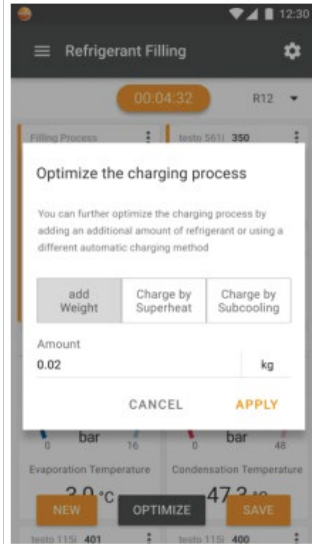 12:30
Refrigerant Filling
00:04:32 R12
Filling Process testo 561i 350
Optimize the charging process
You can further optimize the charging process by
adding an additional amount of refrigerant or using a
different automatic charging method
add
Weight
Charge by
Superheat
Charge by
Subcooling
Amount
0.02 kg
CANCEL APPLY
0 bar 16 0 bar 48
Evaporation Temperature Condensation Temperature
°C
NEW OPTIMIZE SAVE
testo 115i 401 testo 115i 400